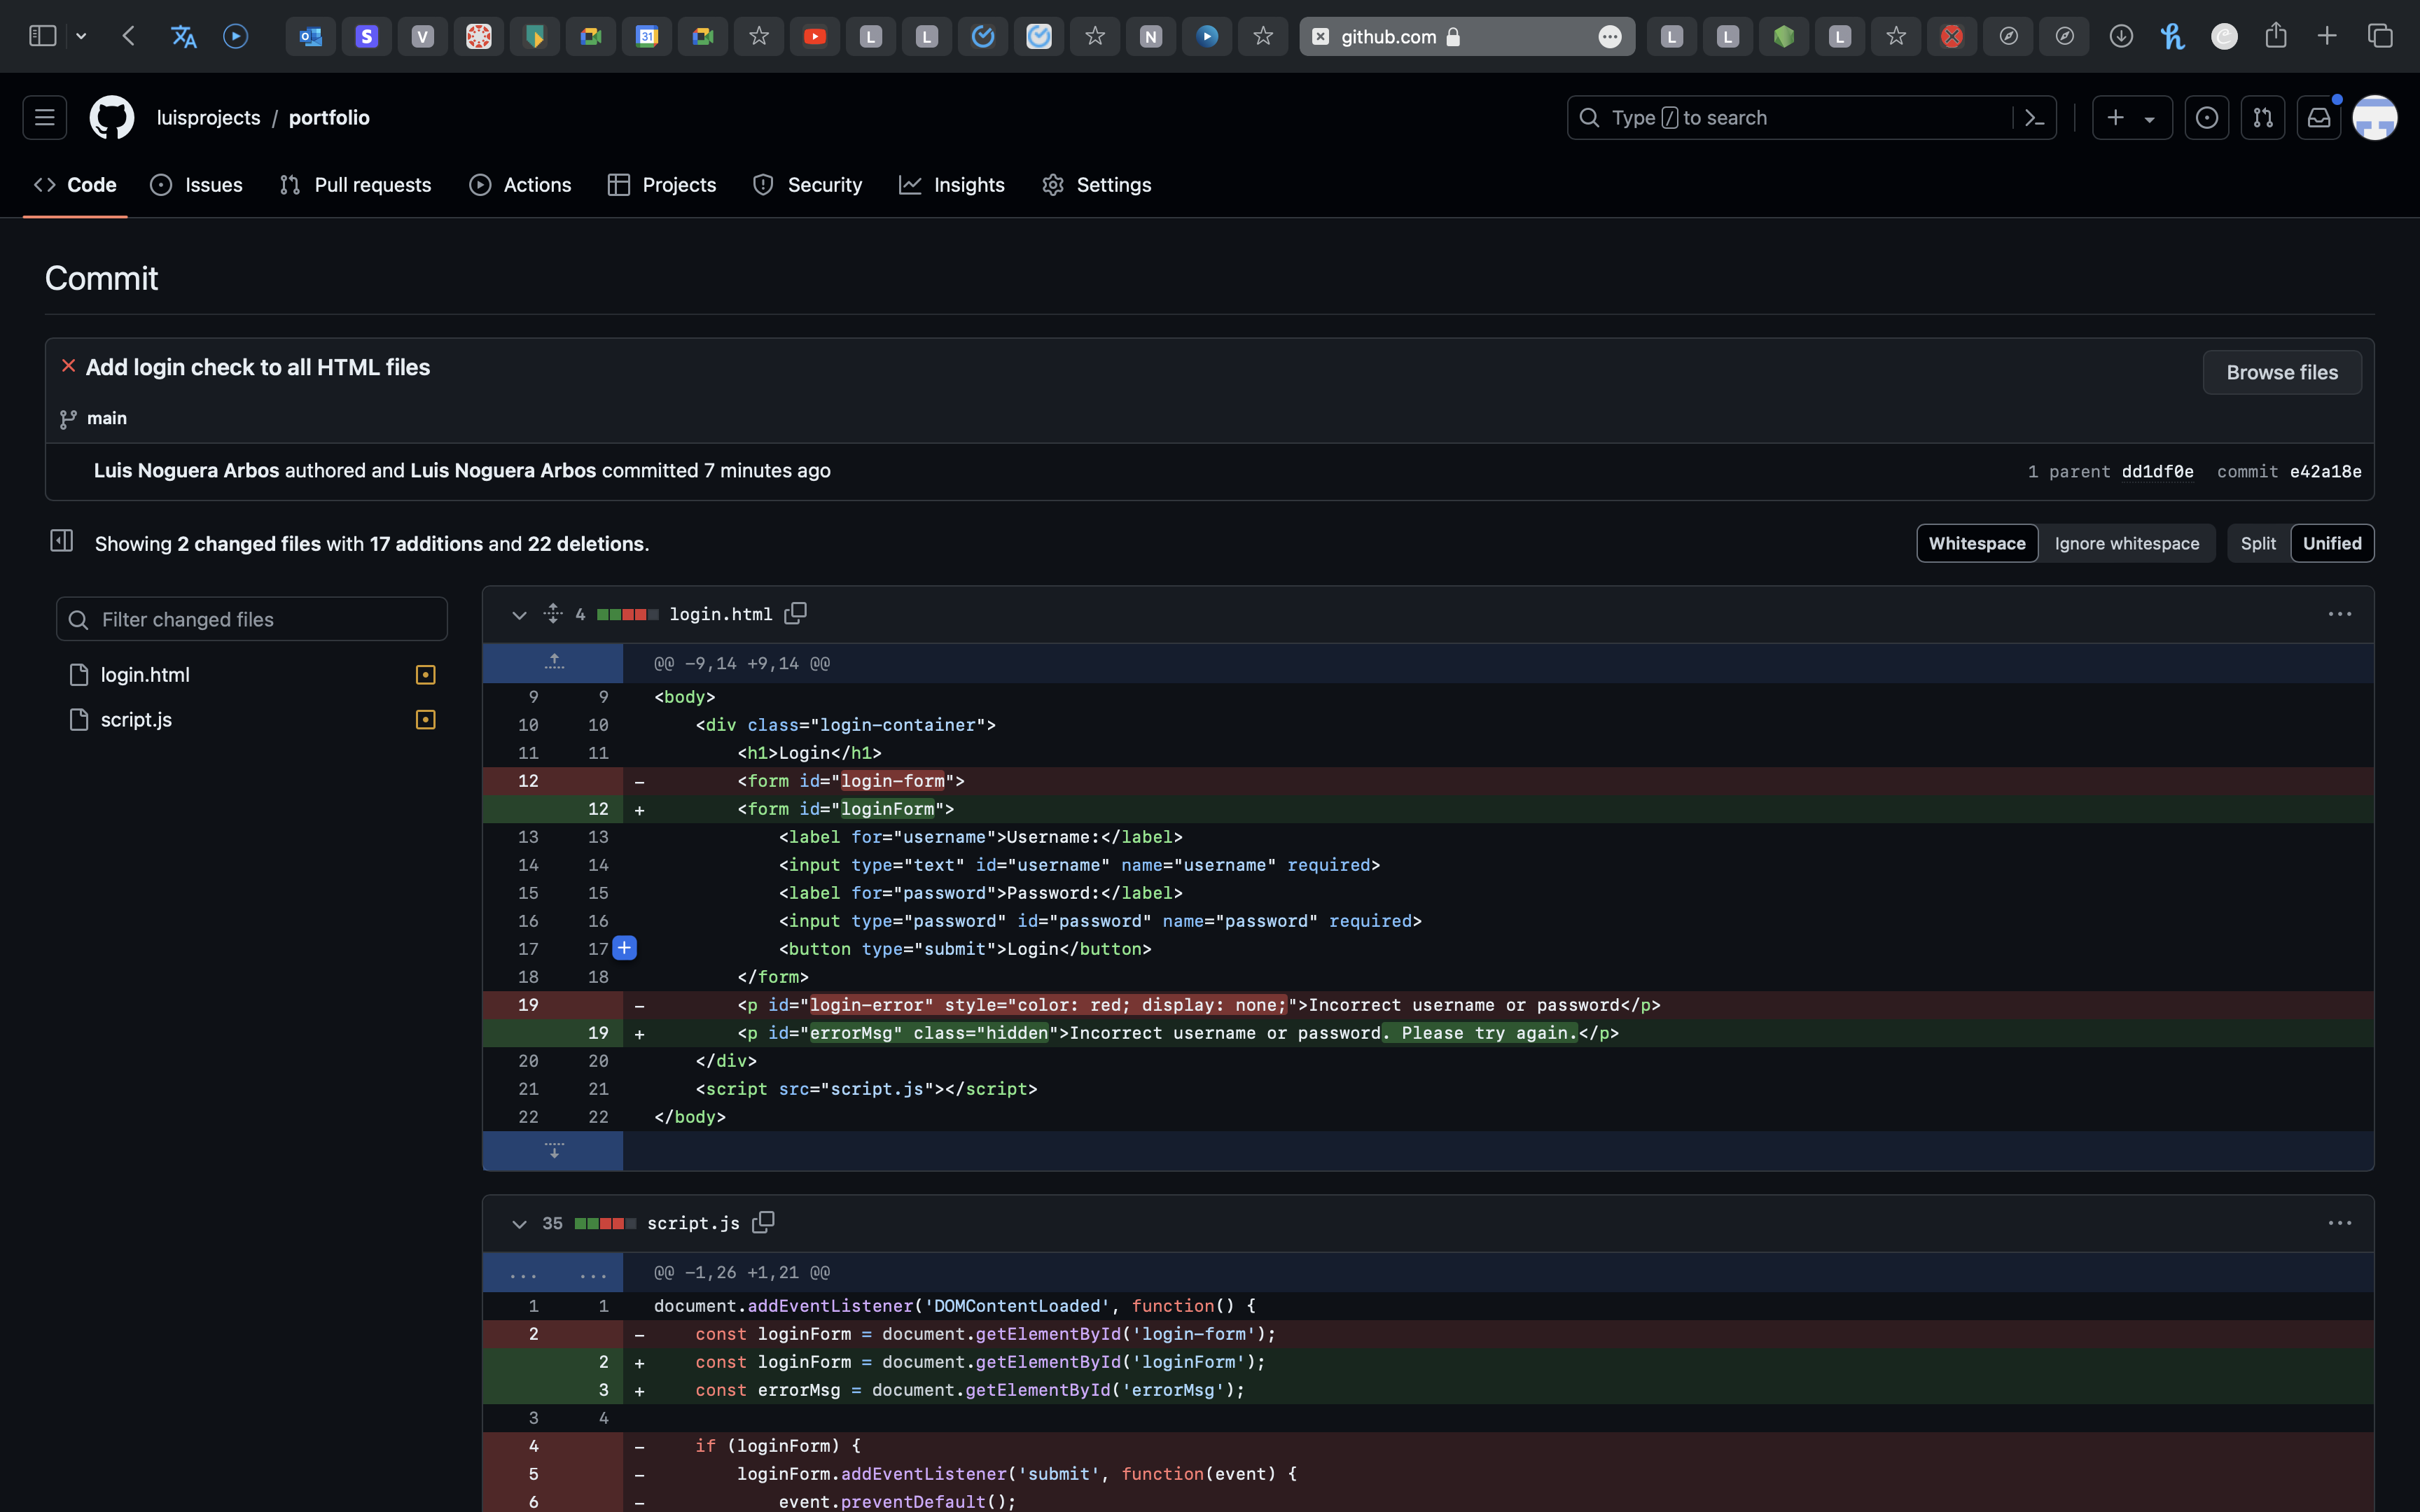 S V L L N github.com L L L
luisprojects / portfolio Type / to search
Code Issues Pull requests Actions Projects Security Insights Settings
Commit
Add login check to all HTML files Browse files
main
Luis Noguera Arbos authored and Luis Noguera Arbos committed 7 minutes ago 1 parent dd1df0e commit e42a18e
Showing 2 changed files with 17 additions and 22 deletions. Whitespace Ignore whitespace Split Unified
Filter changed files
login.html
script.js
4 login.html
@@ -9,14 +9,14 @@
9 9 <body>
10 10 <div class="login-container">
11 11 <h1>Login</h1>
12 - <form id="login-form">
12 + <form id="loginForm">
13 13 <label for="username">Username:</label>
14 14 <input type="text" id="username" name="username" required>
15 15 <label for="password">Password:</label>
16 16 <input type="password" id="password" name="password" required>
17 17 <button type="submit">Login</button>
18 18 </form>
19 - <p id="login-error" style="color: red; display: none;">Incorrect username or password</p>
19 + <p id="errorMsg" class="hidden">Incorrect username or password. Please try again.</p>
20 20 </div>
21 21 <script src="script.js"></script>
22 22 </body>
35 script.js
... ... @@ -1,26 +1,21 @@
1 1 document.addEventListener('DOMContentLoaded', function() {
2 - const loginForm = document.getElementById('login-form');
2 + const loginForm = document.getElementById('loginForm');
3 + const errorMsg = document.getElementById('errorMsg');
3 4
4 - if (loginForm) {
5 - loginForm.addEventListener('submit', function(event) {
6 - event.preventDefault();